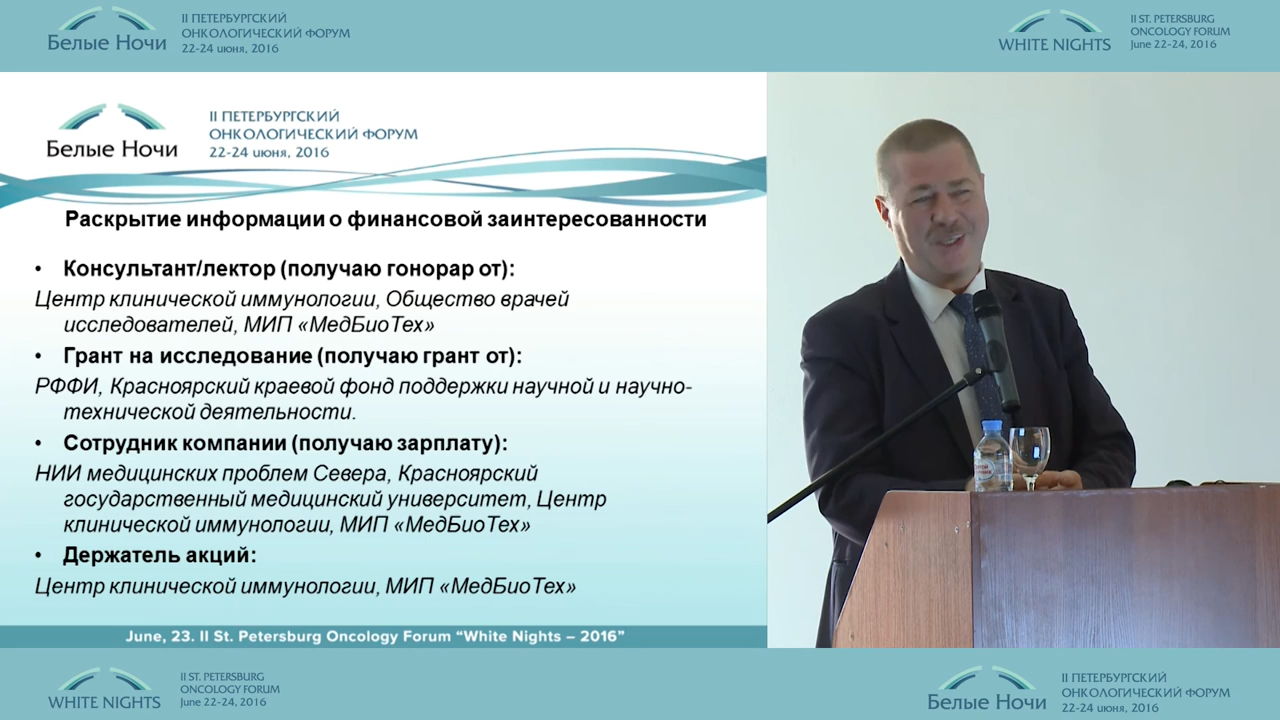 Белые Ночи
II ПЕТЕРБУРГСКИЙ
ОНКОЛОГИЧЕСКИЙ ФОРУМ
22-24 июня, 2016
WHITE NIGHTS
II ST. PETERSBURG
ONCOLOGY FORUM
June 22-24, 2016
Белые Ночи
II ПЕТЕРБУРГСКИЙ
ОНКОЛОГИЧЕСКИЙ ФОРУМ
22-24 июня, 2016
Раскрытие информации о финансовой заинтересованности
• Консультант/лектор (получаю гонорар от):
Центр клинической иммунологии, Общество врачей
исследователей, МИП «МедБиоТех»
• Грант на исследование (получаю грант от):
РФФИ, Красноярский краевой фонд поддержки научной и научно-
технической деятельности.
• Сотрудник компании (получаю зарплату):
НИИ медицинских проблем Севера, Красноярский
государственный медицинский университет, Центр
клинической иммунологии, МИП «МедБиоТех»
• Держатель акций:
Центр клинической иммунологии, МИП «МедБиоТех»
June, 23. II St. Petersburg Oncology Forum “White Nights – 2016”
WHITE NIGHTS
II ST. PETERSBURG
ONCOLOGY FORUM
June 22-24, 2016
Белые Ночи
II ПЕТЕРБУРГСКИЙ
ОНКОЛОГИЧЕСКИЙ ФОРУМ
22-24 июня, 2016